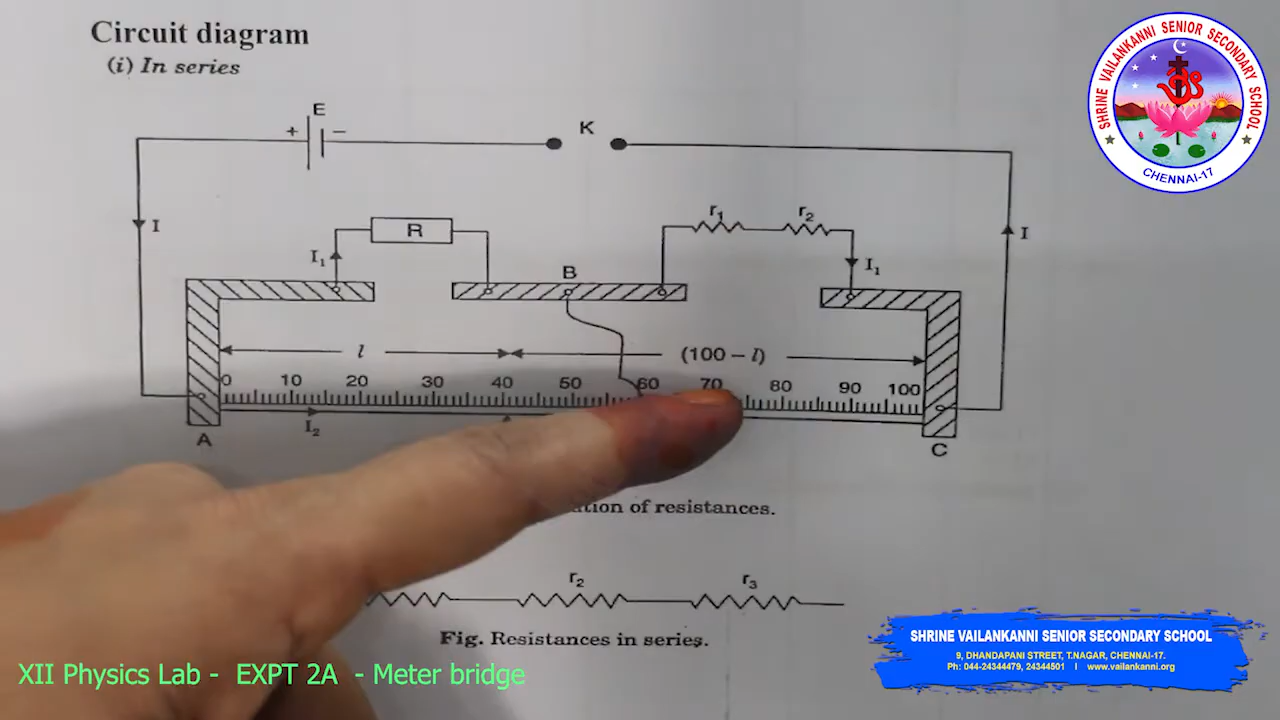 Circuit diagram
(i) In series
E
+ −
K
I
R
I₁
r₁ r₂
I₁
I
B
l
(100 – l)
0 10 20 30 40 50 60 70 80 90 100
I₂
A
C
of resistances.
r₂ r₃
Fig. Resistances in series.
XII Physics Lab - EXPT 2A - Meter bridge
SHRINE VAILANKANNI SENIOR SECONDARY SCHOOL
CHENNAI-17
SHRINE VAILANKANNI SENIOR SECONDARY SCHOOL
9, DHANDAPANI STREET, T.NAGAR, CHENNAI-17.
Ph: 044-24344479, 24344501 I www.vailankanni.org